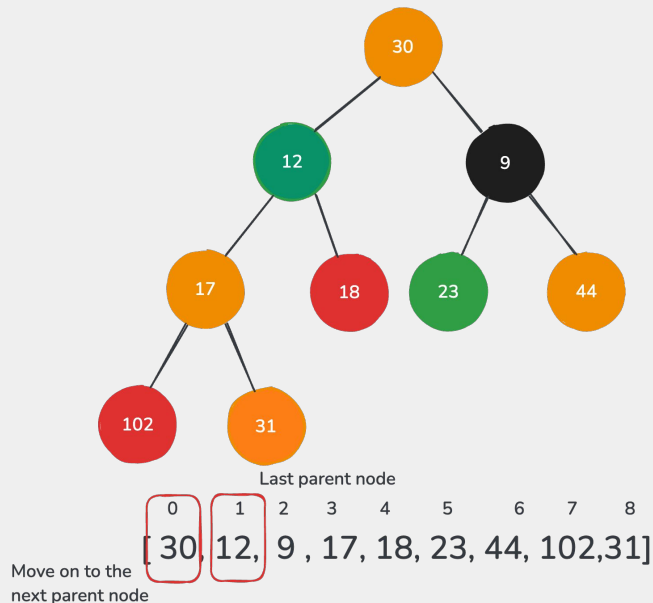 30
12
9
17
18
23
44
102
31
Last parent node
0 1 2 3 4 5 6 7 8
[ 30, 12, 9 , 17, 18, 23, 44, 102,31]
Move on to the
next parent node